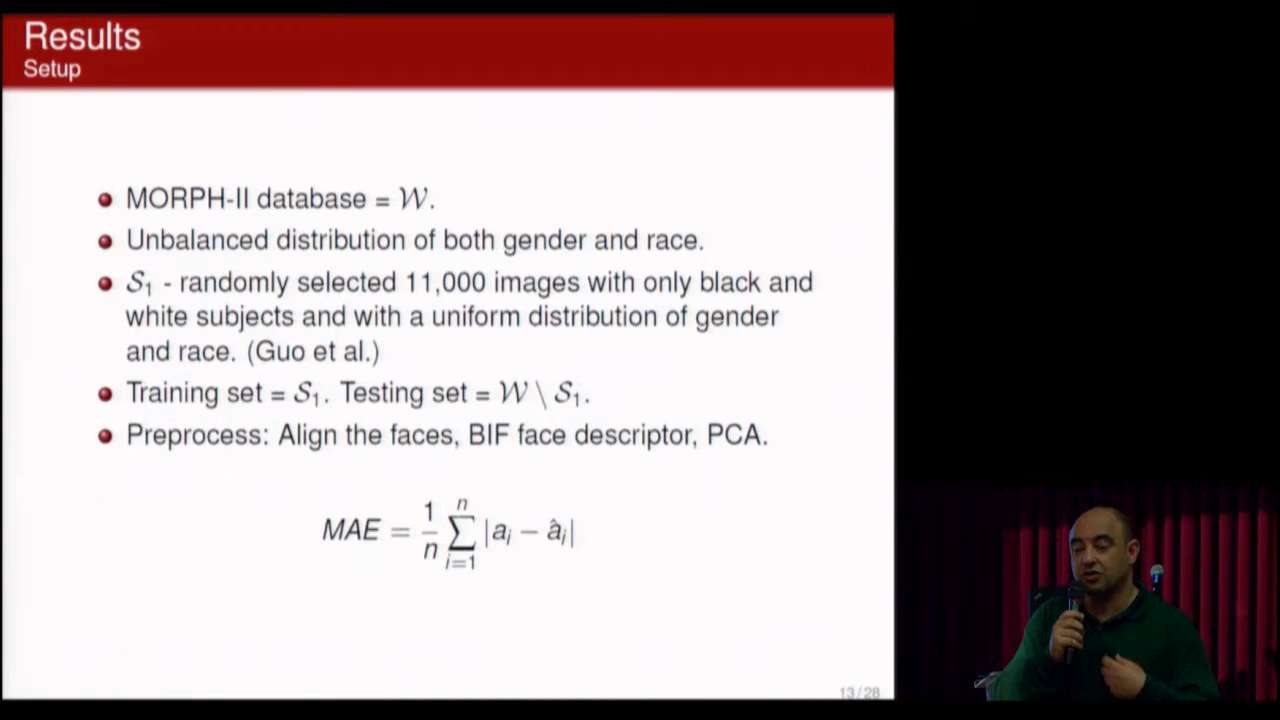 Results
Setup
MORPH-II database = 𝒲.
Unbalanced distribution of both gender and race.
𝒮₁ - randomly selected 11,000 images with only black and
white subjects and with a uniform distribution of gender
and race. (Guo et al.)
Training set = 𝒮₁. Testing set = 𝒲 \ 𝒮₁.
Preprocess: Align the faces, BIF face descriptor, PCA.
MAE = 1/n ∑ⁿᵢ₌₁ |aᵢ − âᵢ|
13/28